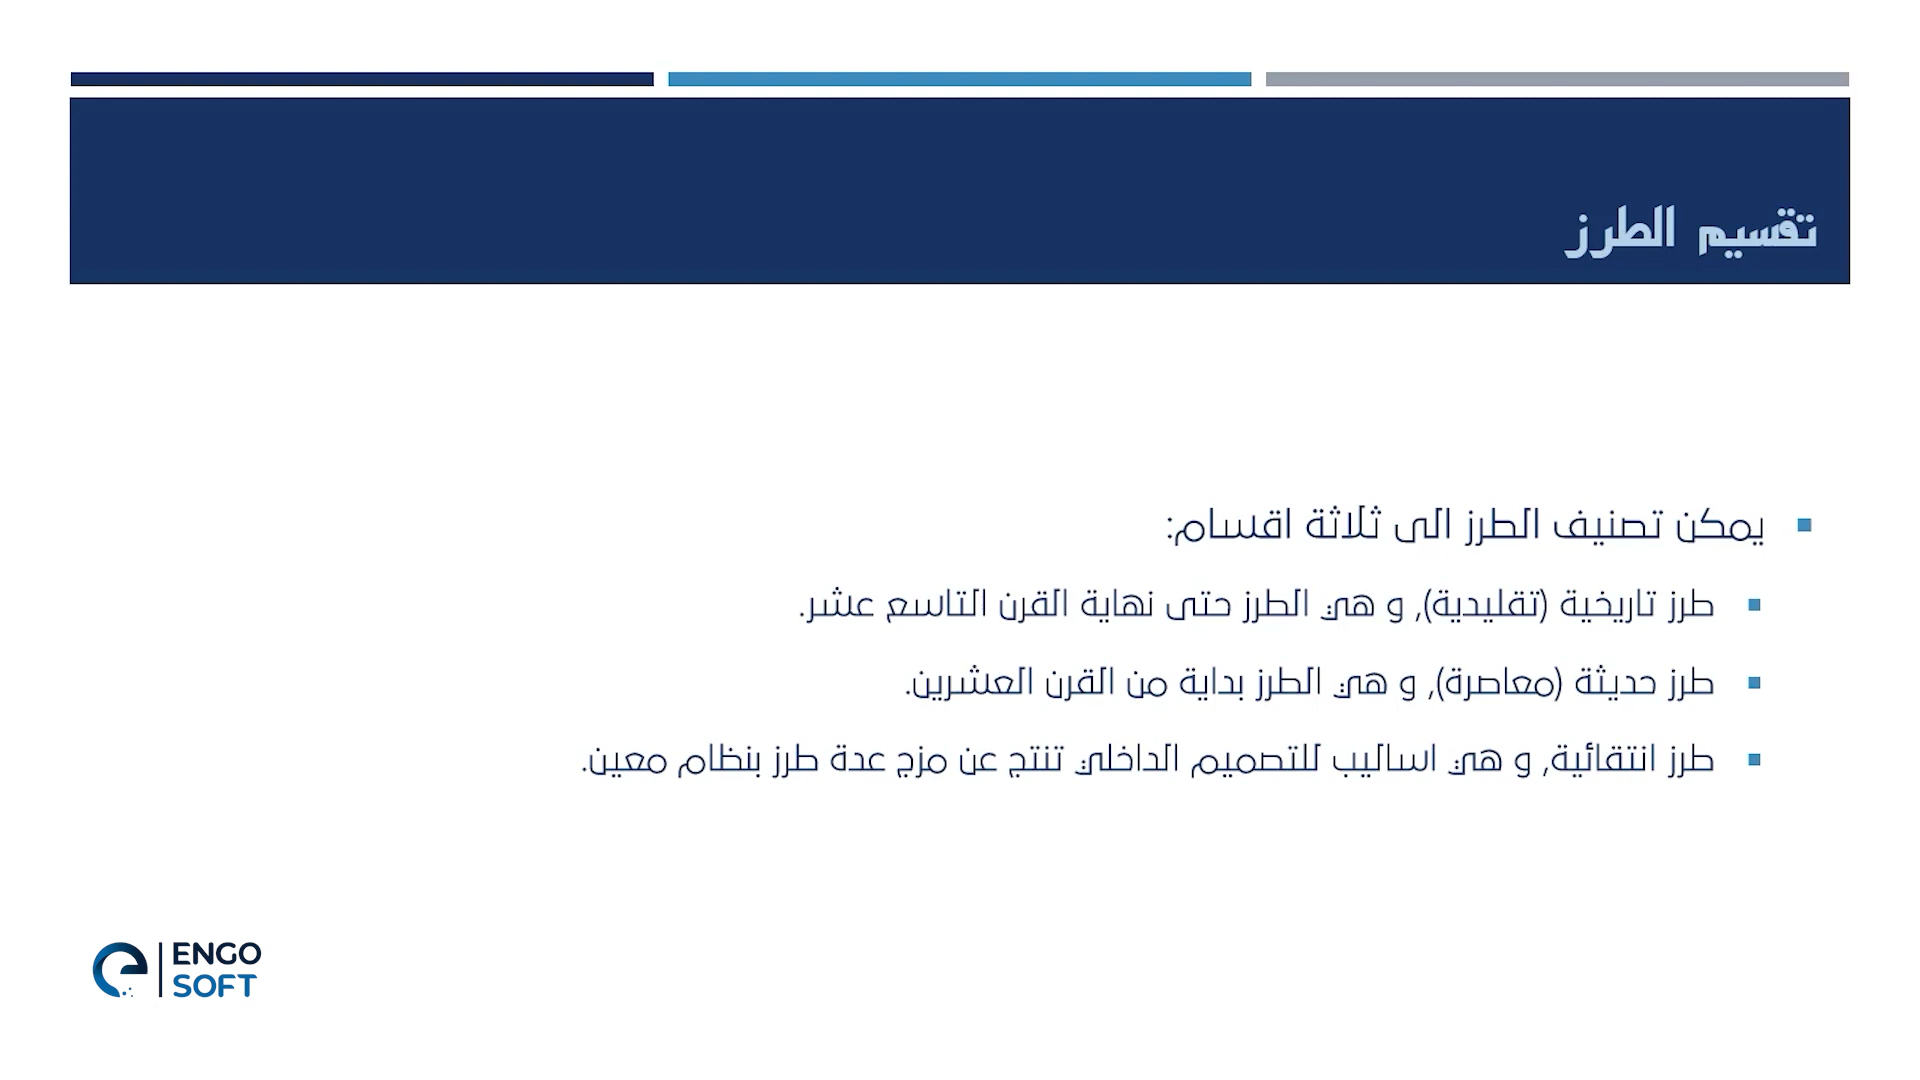 تقسيم الطرز
يمكن تصنيف الطرز الى ثلاثة اقسام:
طرز تاريخية (تقليدية), و هي الطرز حتى نهاية القرن التاسع عشر.
طرز حديثة (معاصرة), و هي الطرز بداية من القرن العشرين.
طرز انتقائية, و هي اساليب للتصميم الداخلي تنتج عن مزج عدة طرز بنظام معين.
ENGO
SOFT